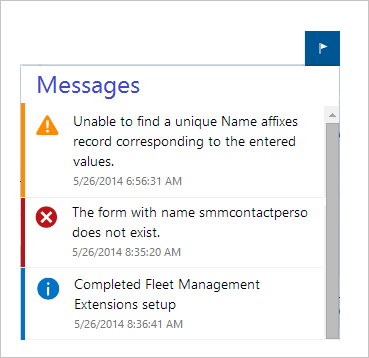 Messages
Unable to find a unique Name affixes
record corresponding to the entered
values.
5/26/2014 6:56:31 AM
The form with name smmcontactperso
does not exist.
5/26/2014 8:35:20 AM
Completed Fleet Management
Extensions setup
5/26/2014 8:36:41 AM